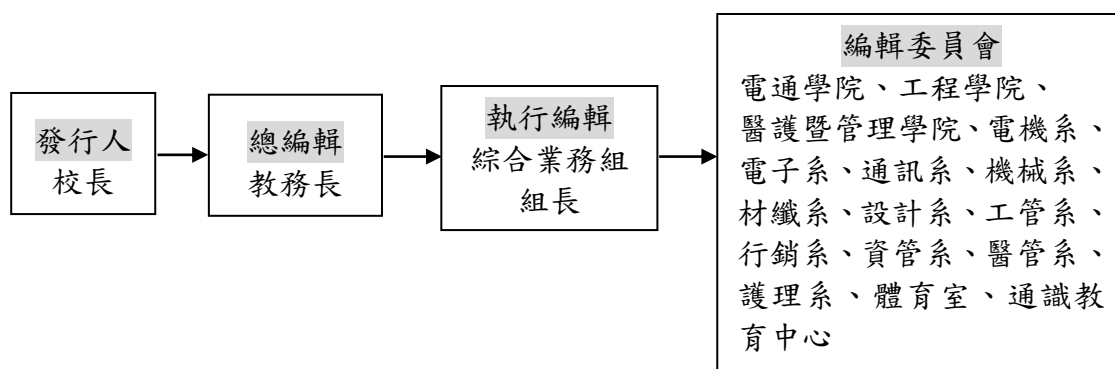 發行人
校長
總編輯
教務長
執行編輯
綜合業務組
組長
編輯委員會
電通學院、工程學院、
醫護暨管理學院、電機系、
電子系、通訊系、機械系、
材纖系、設計系、工管系、
行銷系、資管系、醫管系、
護理系、體育室、通識教
育中心